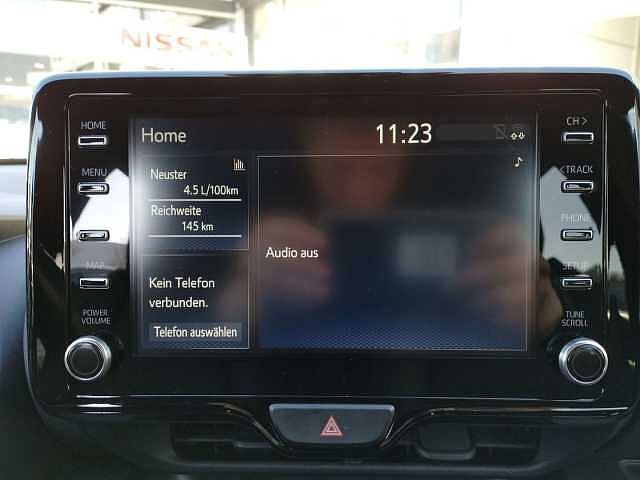 NISSAN
HOME
MENU
MAP
POWER
VOLUME
Home
11:23
Neuster
4.5 L/100km
Reichweite
145 km
Kein Telefon
verbunden.
Telefon auswählen
Audio aus
CH >
<TRACK
PHONE
SETUP
TUNE
SCROLL